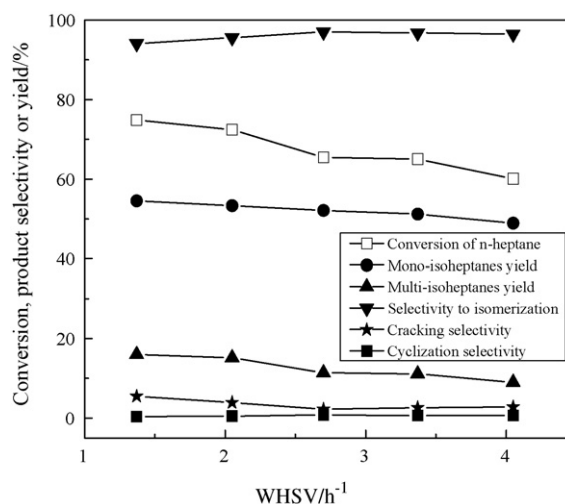 Conversion, product selectivity or yield/%
100
80
60
40
20
0
Conversion of n-heptane
Mono-isoheptanes yield
Multi-isoheptanes yield
Selectivity to isomerization
Cracking selectivity
Cyclization selectivity
1
2
3
4
WHSV/h⁻¹